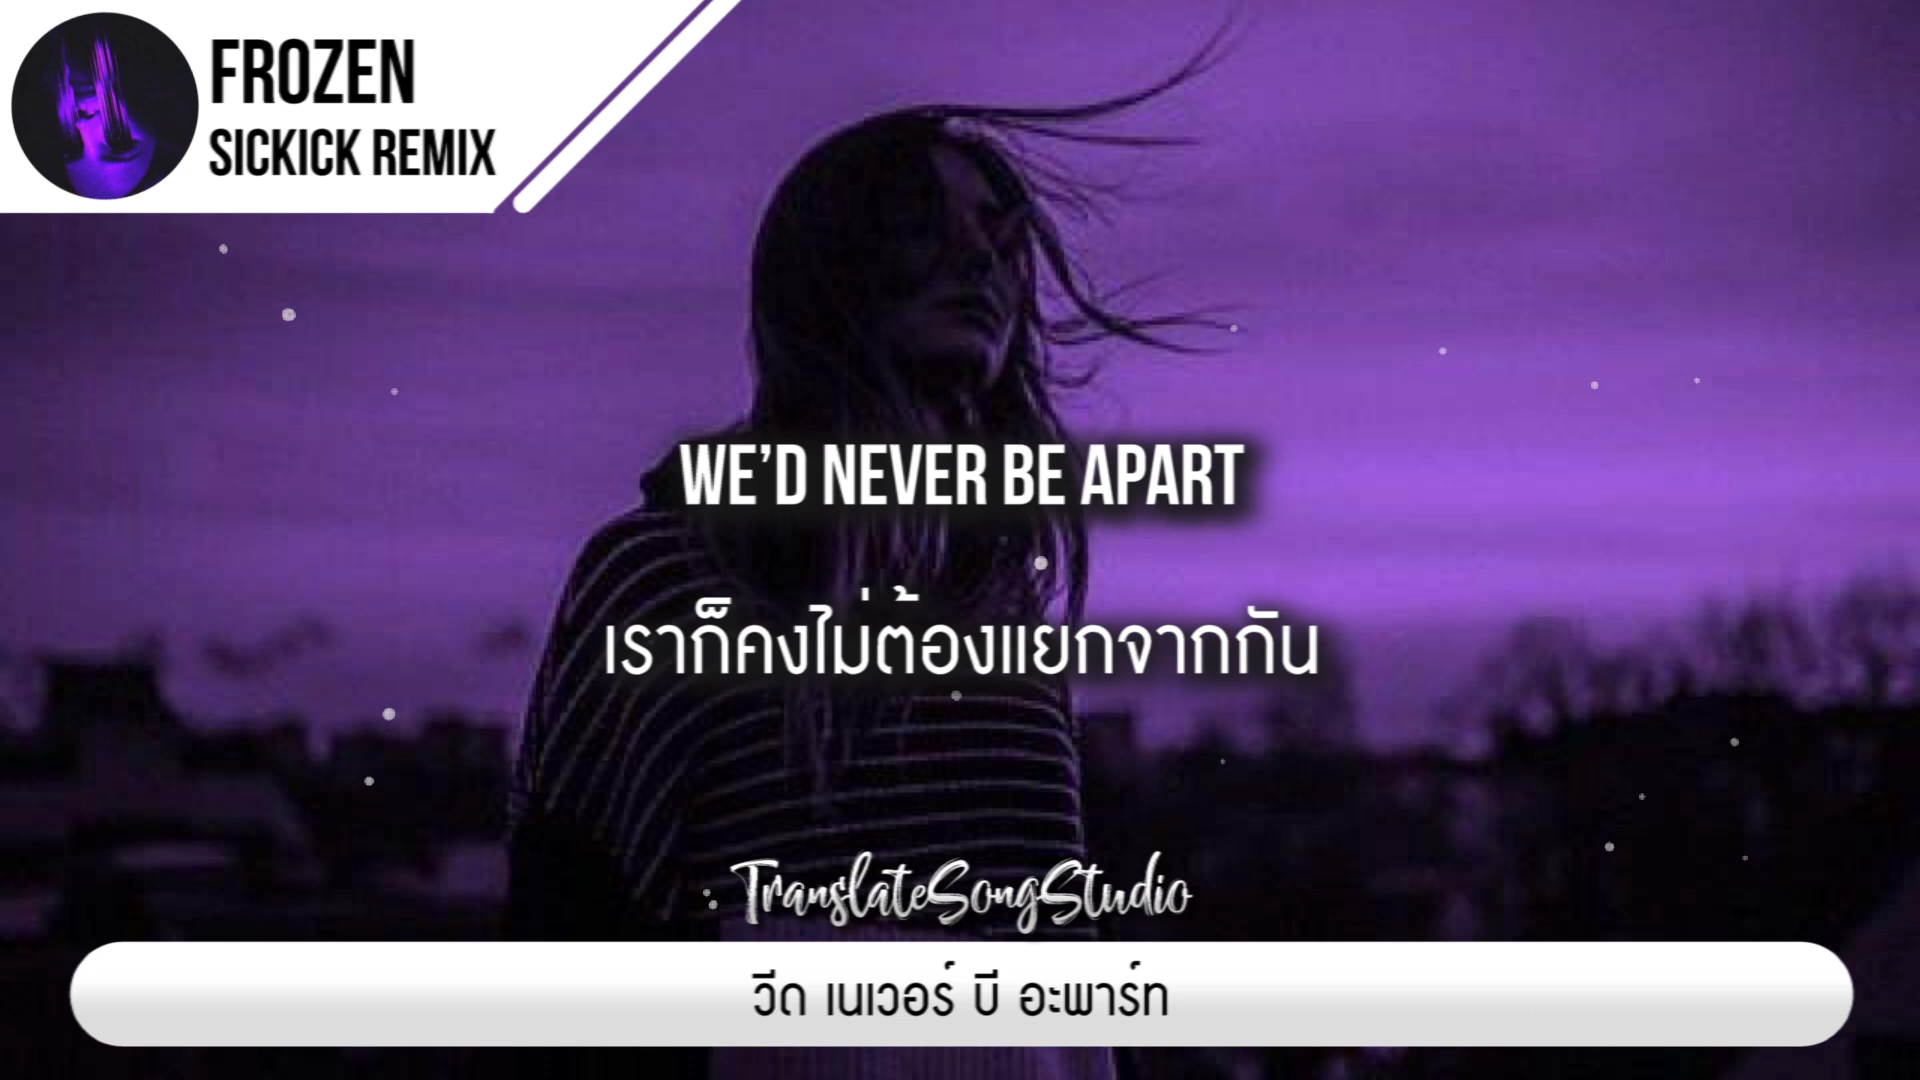 FROZEN
SICKICK REMIX
WE'D NEVER BE APART
เราก็คงไม่ต้องแยกจากกัน
TranslateSongStudio
วีด เนเวอร์ บี อะพาร์ท